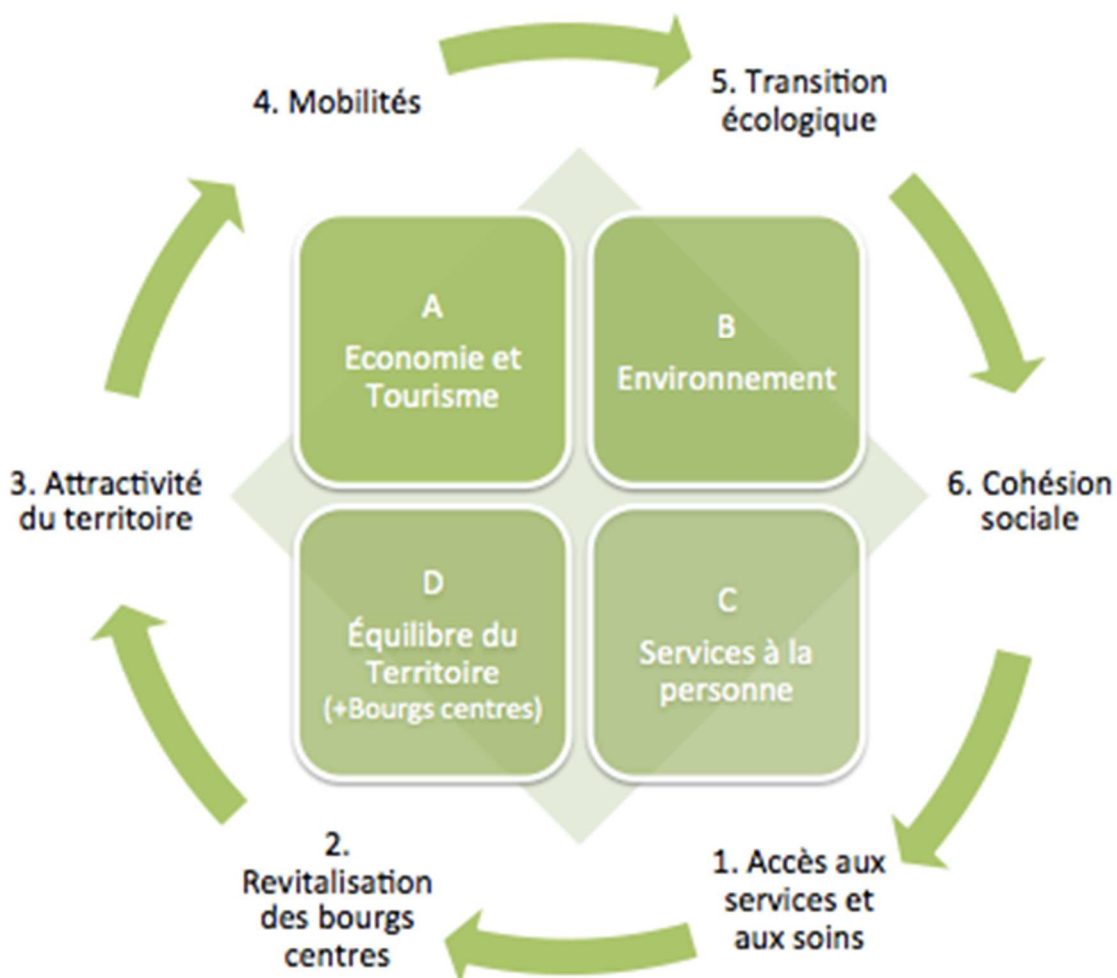 4. Mobilités
5. Transition
écologique
A
Economie et
Tourisme
B
Environnement
3. Attractivité
du territoire
6. Cohésion
sociale
D
Équilibre du
Territoire
(+Bourgs centres)
C
Services à la
personne
2.
Revitalisation
des bourgs
centres
1. Accès aux
services et
aux soins